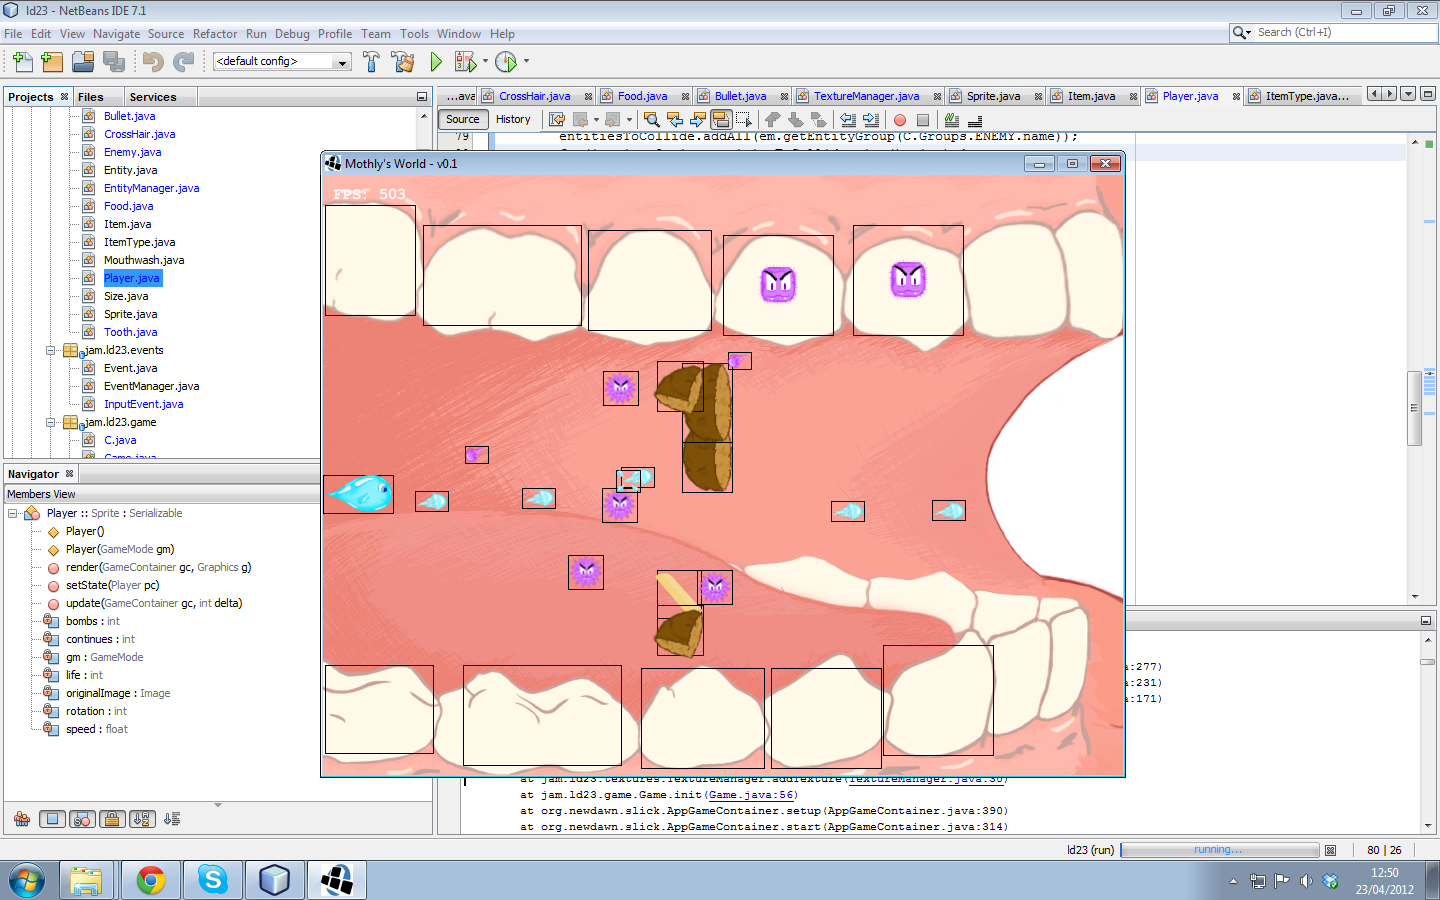 ld23 - NetBeans IDE 7.1
File Edit View Navigate Source Refactor Run Debug Profile Team Tools Window Help
Search (Ctrl+I)
<default config>
Projects
Files
Services
Bullet.java
CrossHair.java
Enemy.java
Entity.java
EntityManager.java
Food.java
Item.java
ItemType.java
Mouthwash.java
Player.java
Size.java
Sprite.java
Tooth.java
jam.ld23.events
Event.java
EventManager.java
InputEvent.java
jam.ld23.game
C.java
Game.java
Navigator
Members View
Player :: Sprite : Serializable
Player()
Player(GameMode gm)
render(GameContainer gc, Graphics g)
setState(Player pc)
update(GameContainer gc, int delta)
bombs : int
continues : int
gm : GameMode
life : int
originalImage : Image
rotation : int
speed : float
...ava CrossHair.java Food.java Bullet.java TextureManager.java Sprite.java Item.java Player.java ItemType.java...
Source History
79 entitiesToCollide.addAll(em.getEntityGroup(C.Groups.ENEMY.name));
Mothly's World - v0.1
FPS: 503
a:277)
a:231)
a:171)
at jam.ld23.textures.TextureManager.addTexture(TextureManager.java:30)
at jam.ld23.game.Game.init(Game.java:56)
at org.newdawn.slick.AppGameContainer.setup(AppGameContainer.java:390)
at org.newdawn.slick.AppGameContainer.start(AppGameContainer.java:314)
ld23 (run) running... 80 | 26
12:50
23/04/2012